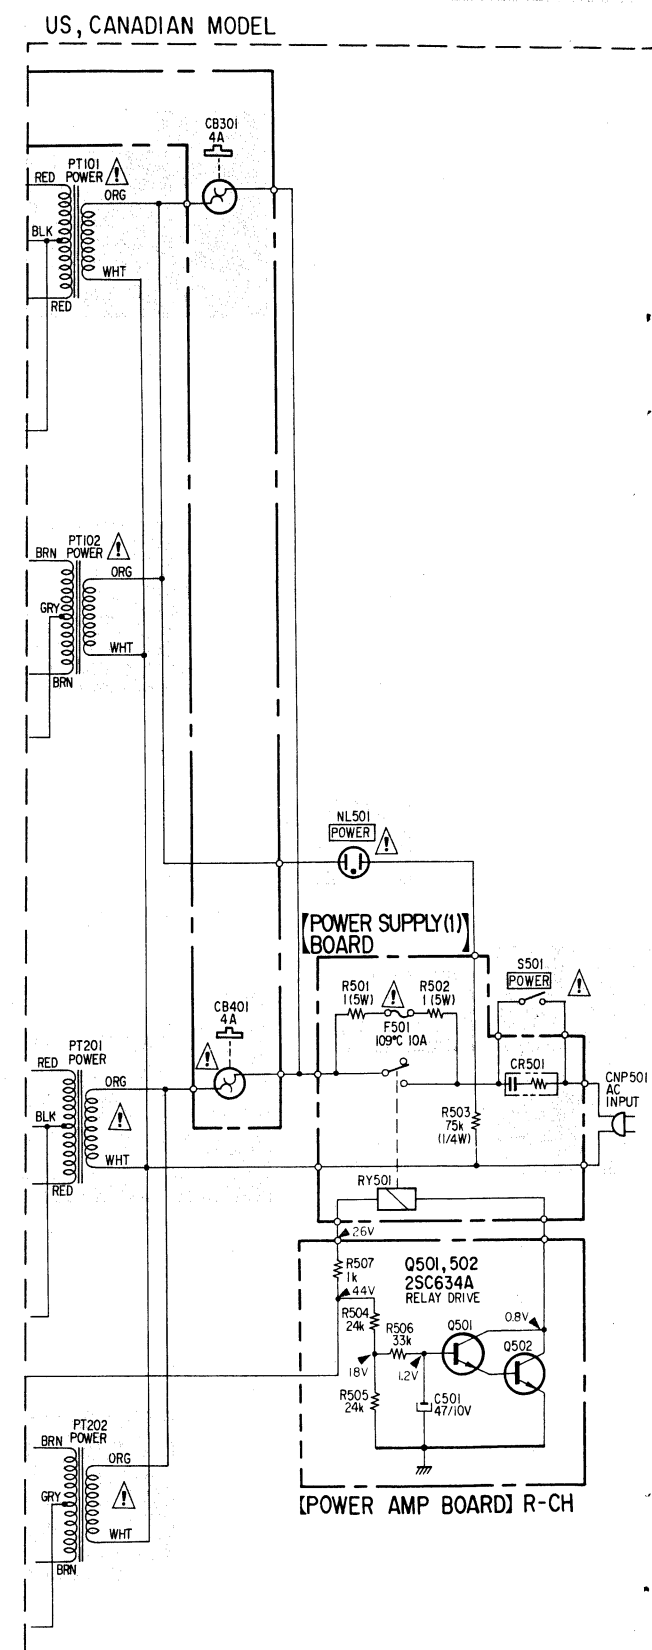 US, CANADIAN MODEL
CB301
4A
PT101
POWER
RED
ORG
BLK
WHT
RED
PT102
POWER
BRN
ORG
GRY
WHT
BRN
NL501
POWER
[POWER SUPPLY(1)]
BOARD
S501
POWER
R501
1(5W)
R502
1(5W)
F501
109°C 10A
CB401
4A
PT201
POWER
RED
ORG
BLK
WHT
RED
CR501
CNP501
AC
INPUT
R503
75k
(1/4W)
RY501
26V
R507
1k
44V
Q501,502
2SC634A
RELAY DRIVE
R504
24k
R506
33k
Q501
0.8V
Q502
18V
1.2V
R505
24k
C501
47/10V
PT202
POWER
BRN
ORG
GRY
WHT
BRN
[POWER AMP BOARD] R-CH